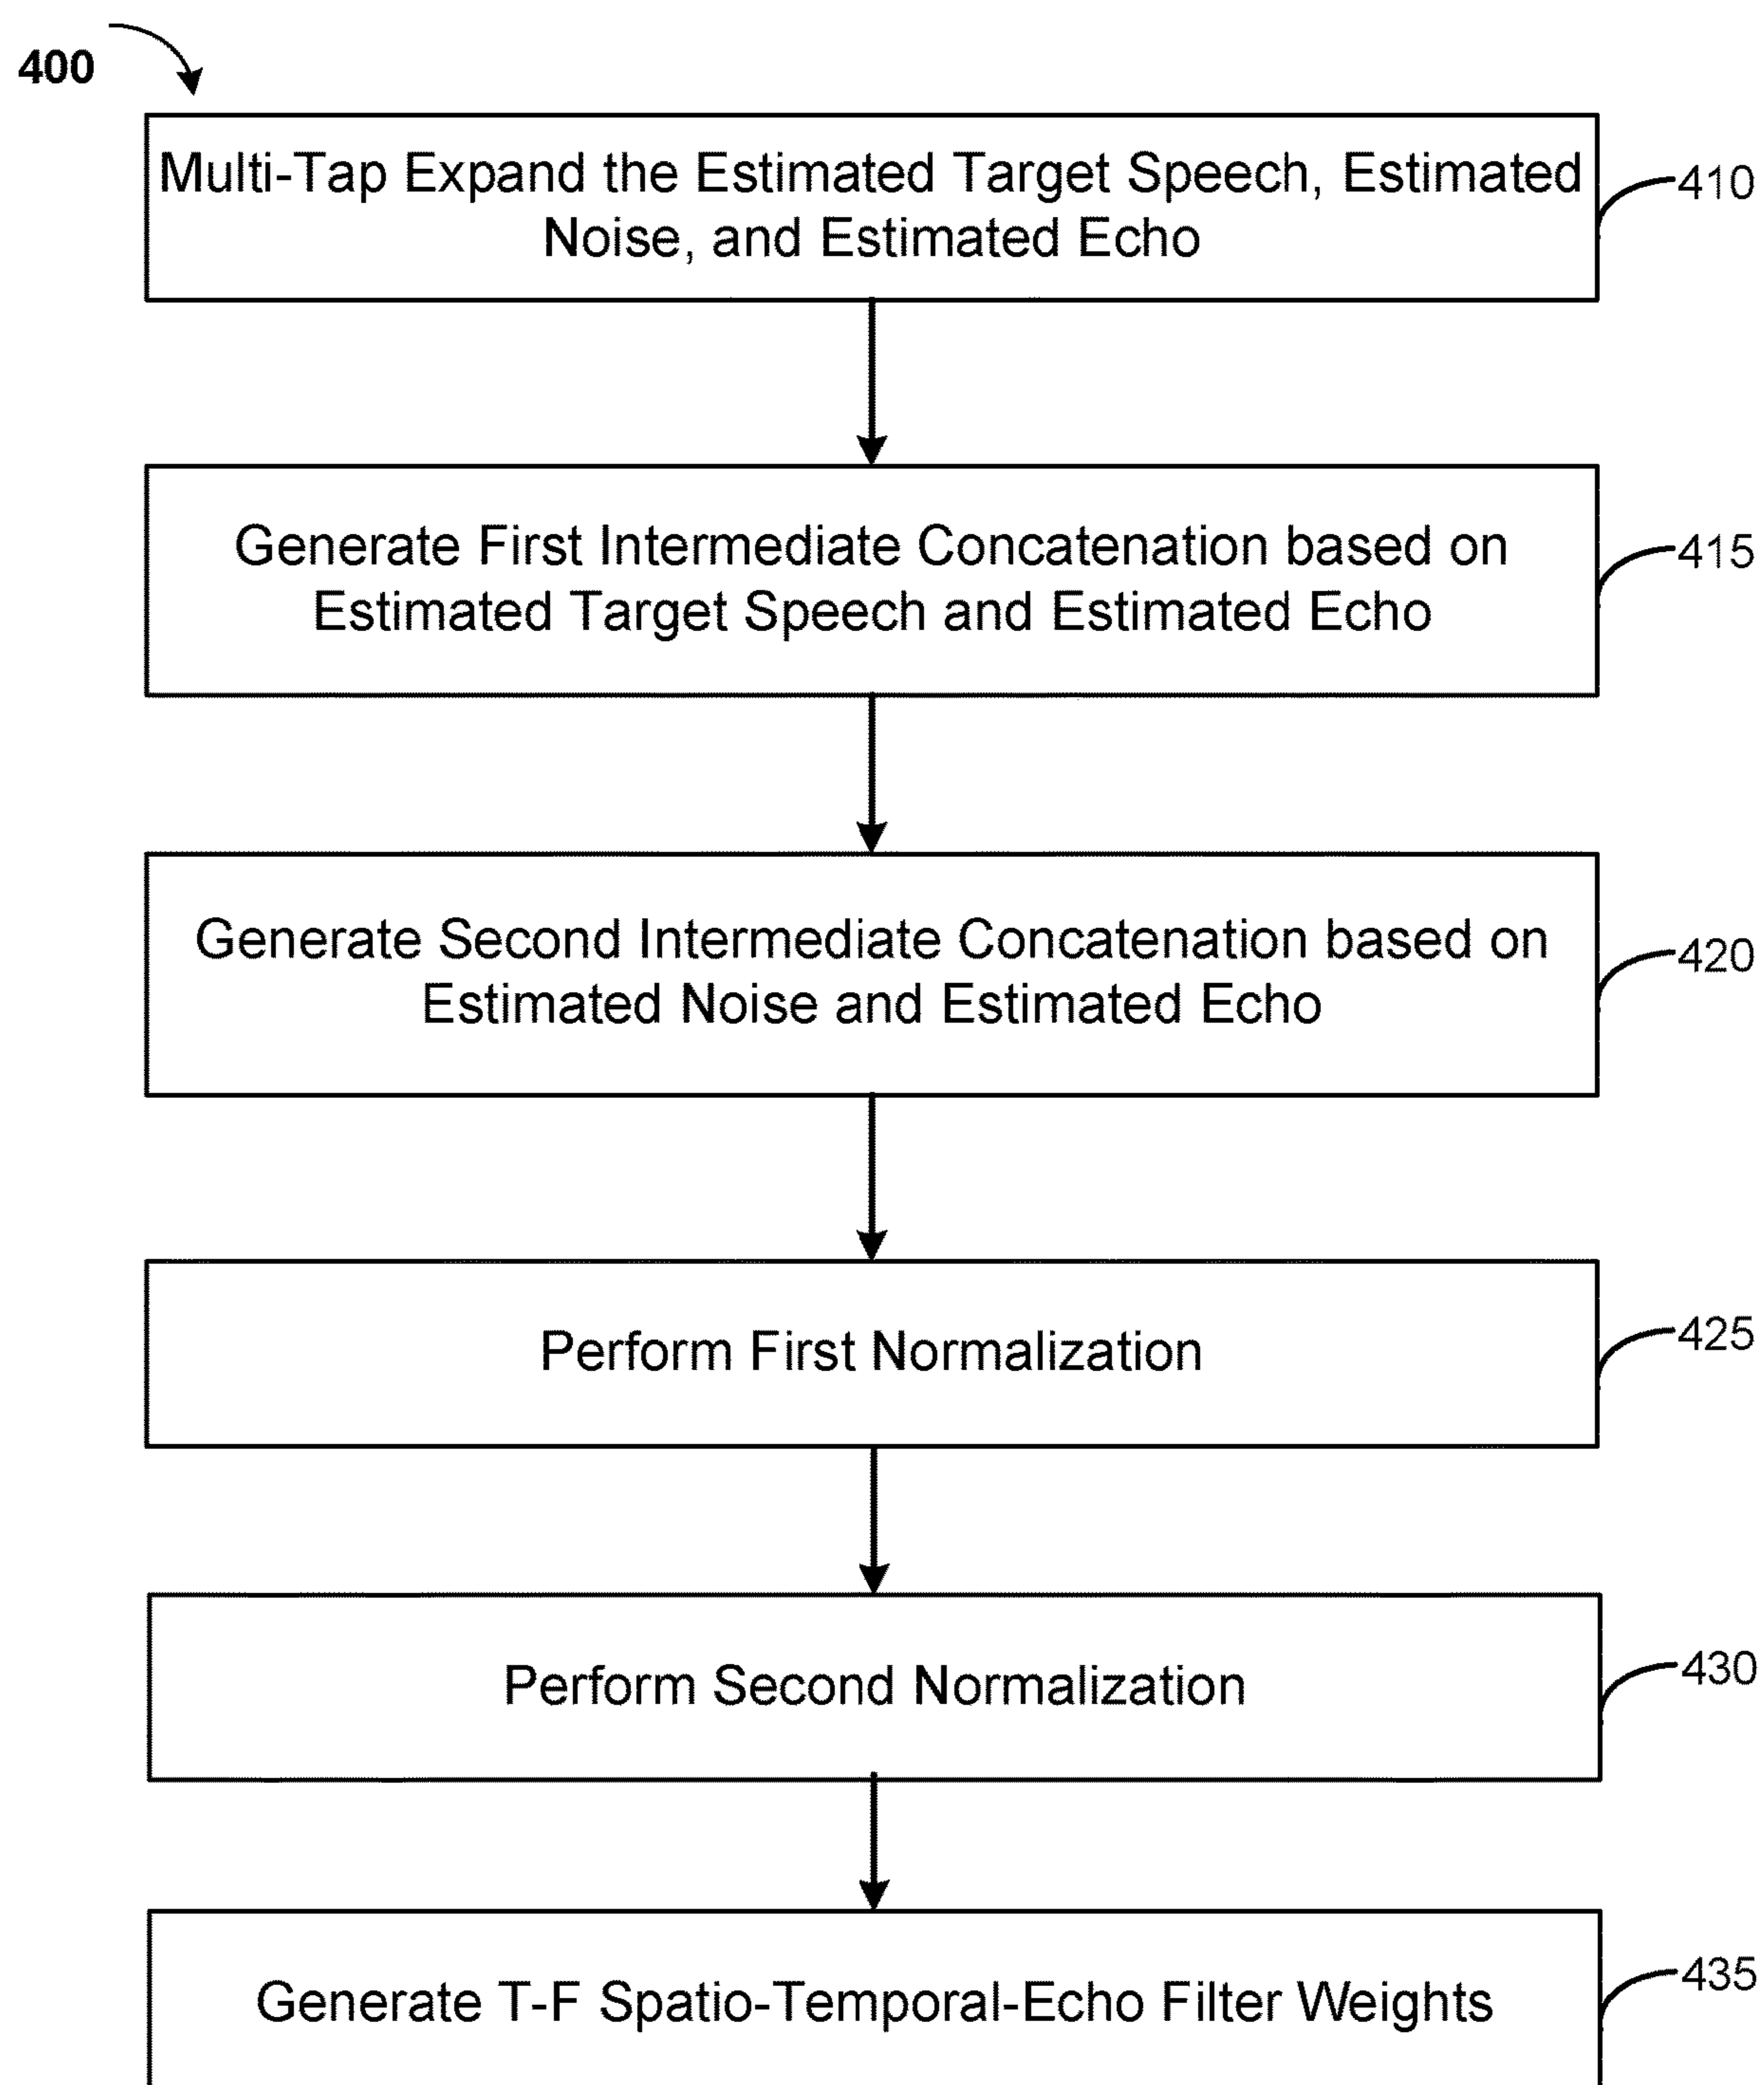 400
Multi-Tap Expand the Estimated Target Speech, Estimated
Noise, and Estimated Echo
410
Generate First Intermediate Concatenation based on
Estimated Target Speech and Estimated Echo
415
Generate Second Intermediate Concatenation based on
Estimated Noise and Estimated Echo
420
Perform First Normalization
425
Perform Second Normalization
430
Generate T-F Spatio-Temporal-Echo Filter Weights
435